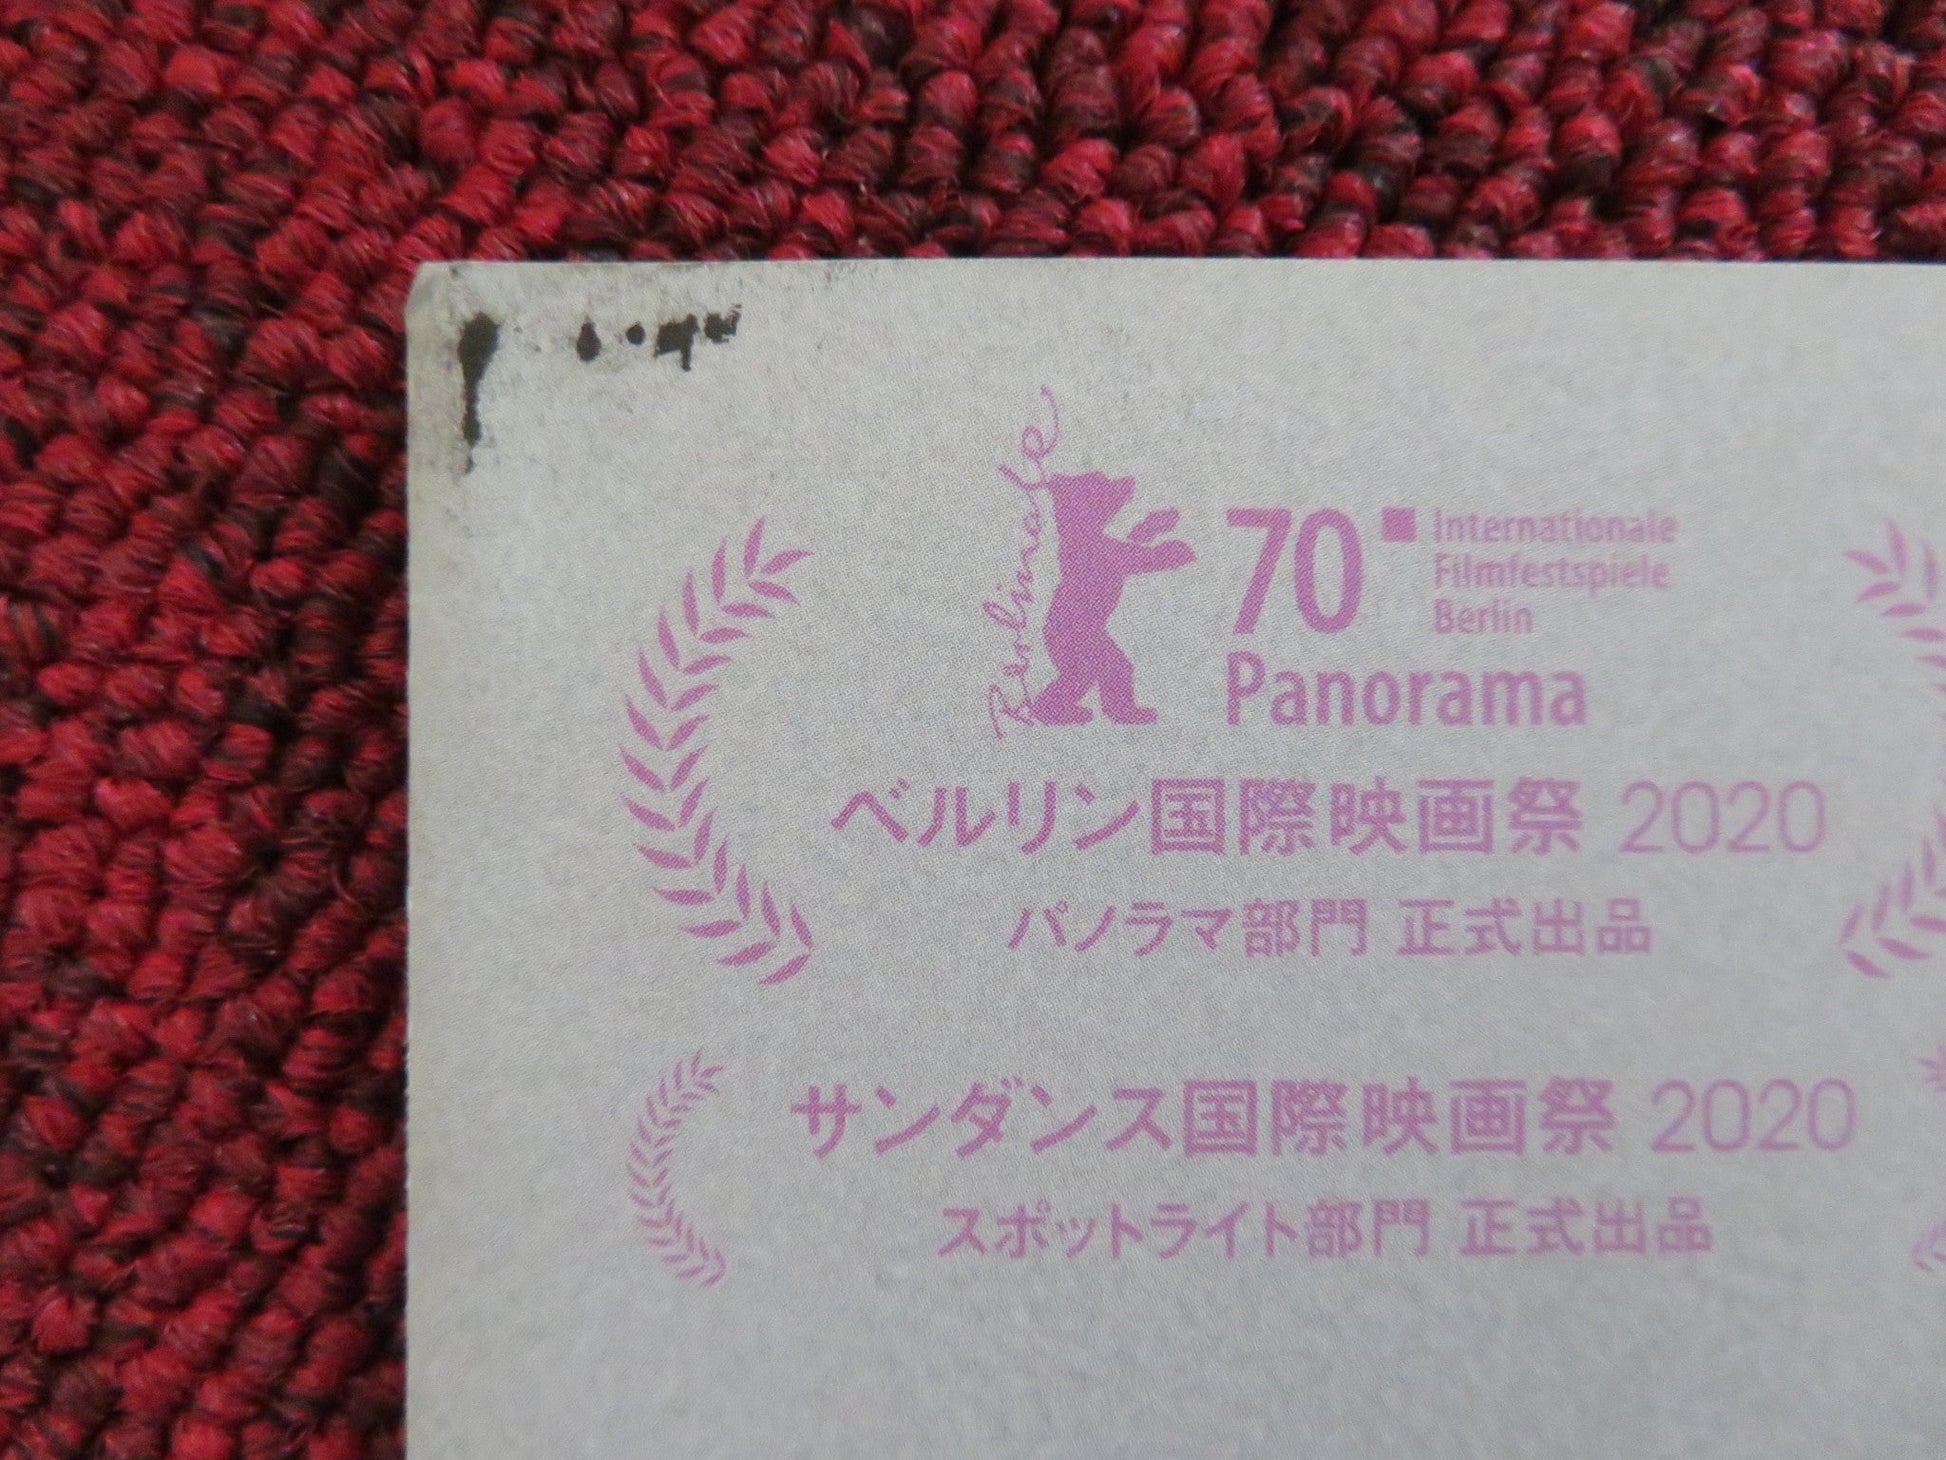 Berlinale
70 Internationale
Filmfestspiele
Berlin
Panorama
ベルリン国際映画祭 2020
パノラマ部門 正式出品
サンダンス国際映画祭 2020
スポットライト部門 正式出品